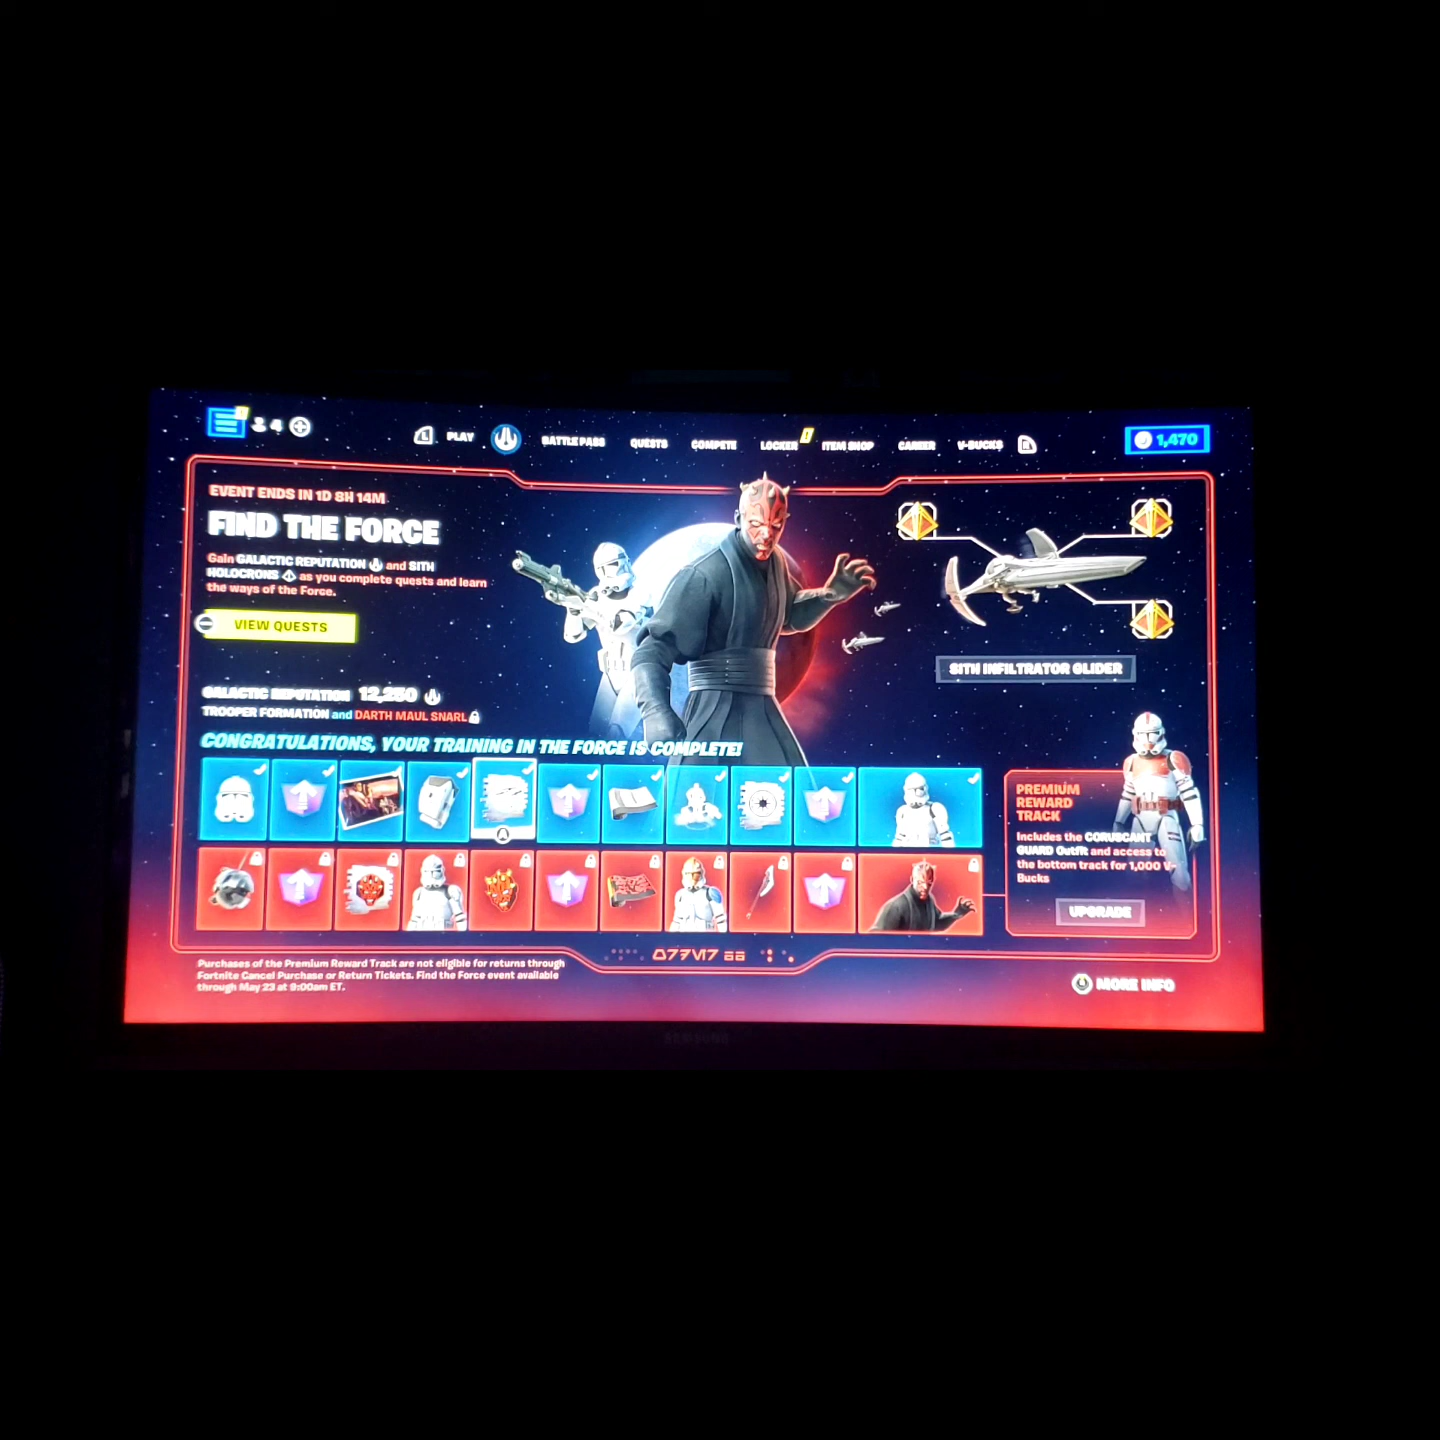 4
PLAY BATTLE PASS QUESTS COMPETE LOCKER ! ITEM SHOP CAREER V-BUCKS
1,470
EVENT ENDS IN 1D 8H 14M
FIND THE FORCE
Gain GALACTIC REPUTATION and SITH
HOLOCRONS as you complete quests and learn
the ways of the Force.
VIEW QUESTS
SITH INFILTRATOR GLIDER
GALACTIC REPUTATION 12,250
TROOPER FORMATION and DARTH MAUL SNARL
CONGRATULATIONS, YOUR TRAINING IN THE FORCE IS COMPLETE!
A
PREMIUM
REWARD
TRACK
Includes the CORUSCANT
GUARD Outfit and access to
the bottom track for 1,000 V-
Bucks
UPGRADE
Purchases of the Premium Reward Track are not eligible for returns through
Fortnite Cancel Purchase or Return Tickets. Find the Force event available
through May 23 at 9:00am ET.
MORE INFO